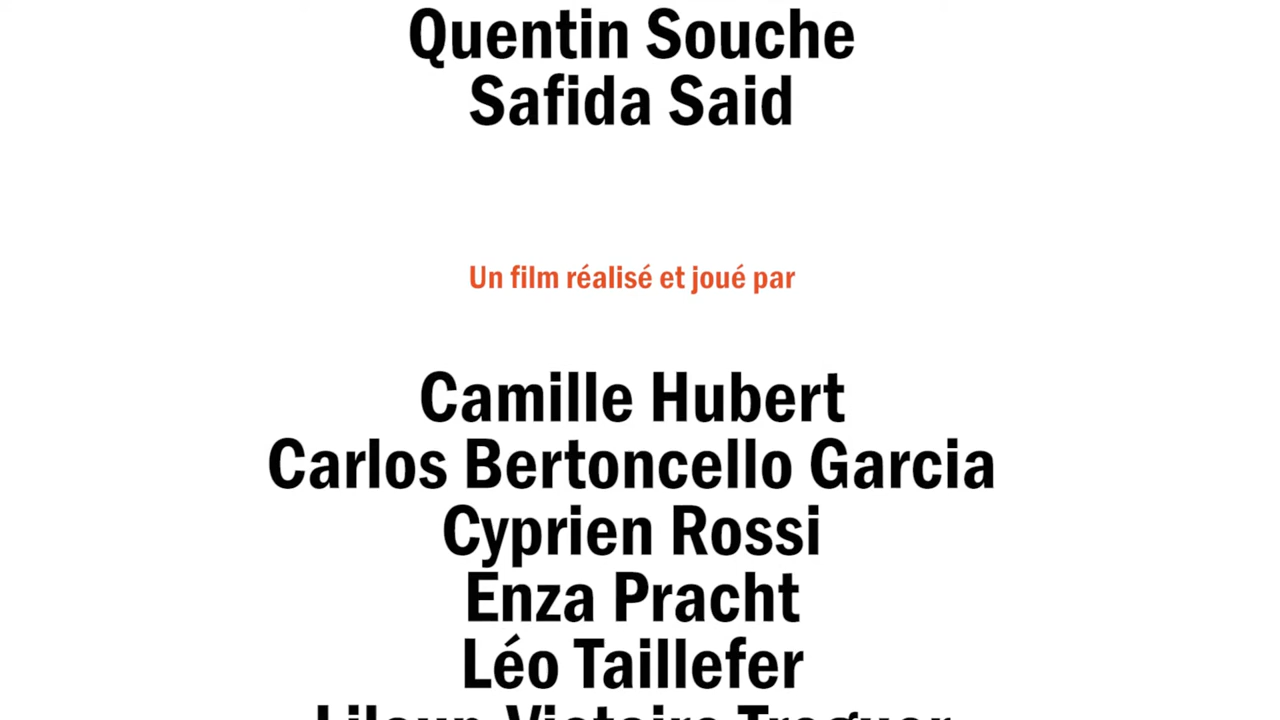 Quentin Souche
Safida Said
Un film réalisé et joué par
Camille Hubert
Carlos Bertoncello Garcia
Cyprien Rossi
Enza Pracht
Léo Taillefer